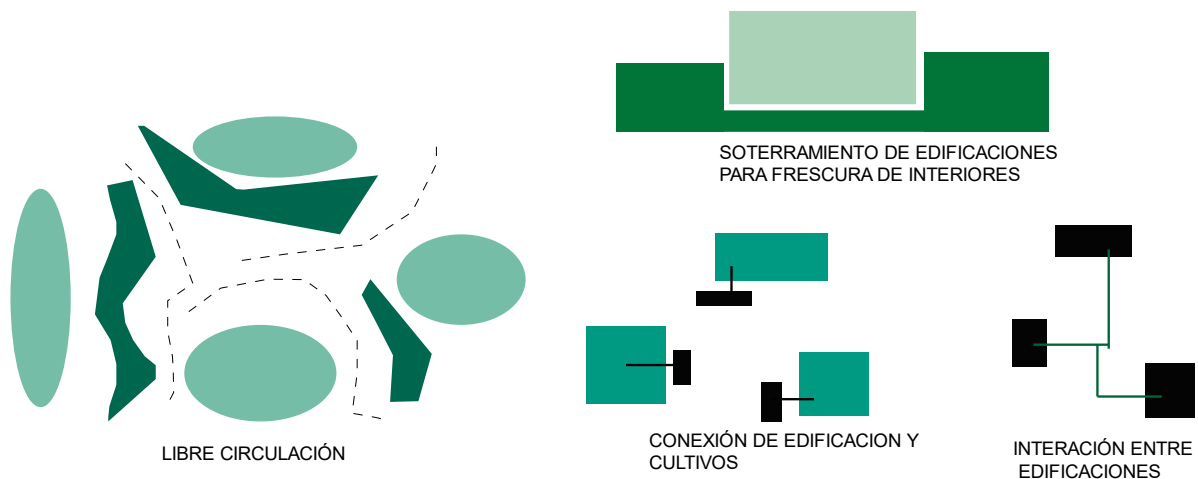 SOTERRAMIENTO DE EDIFICACIONES
PARA FRESCURA DE INTERIORES
LIBRE CIRCULACIÓN
CONEXIÓN DE EDIFICACION Y
CULTIVOS
INTERACIÓN ENTRE
EDIFICACIONES